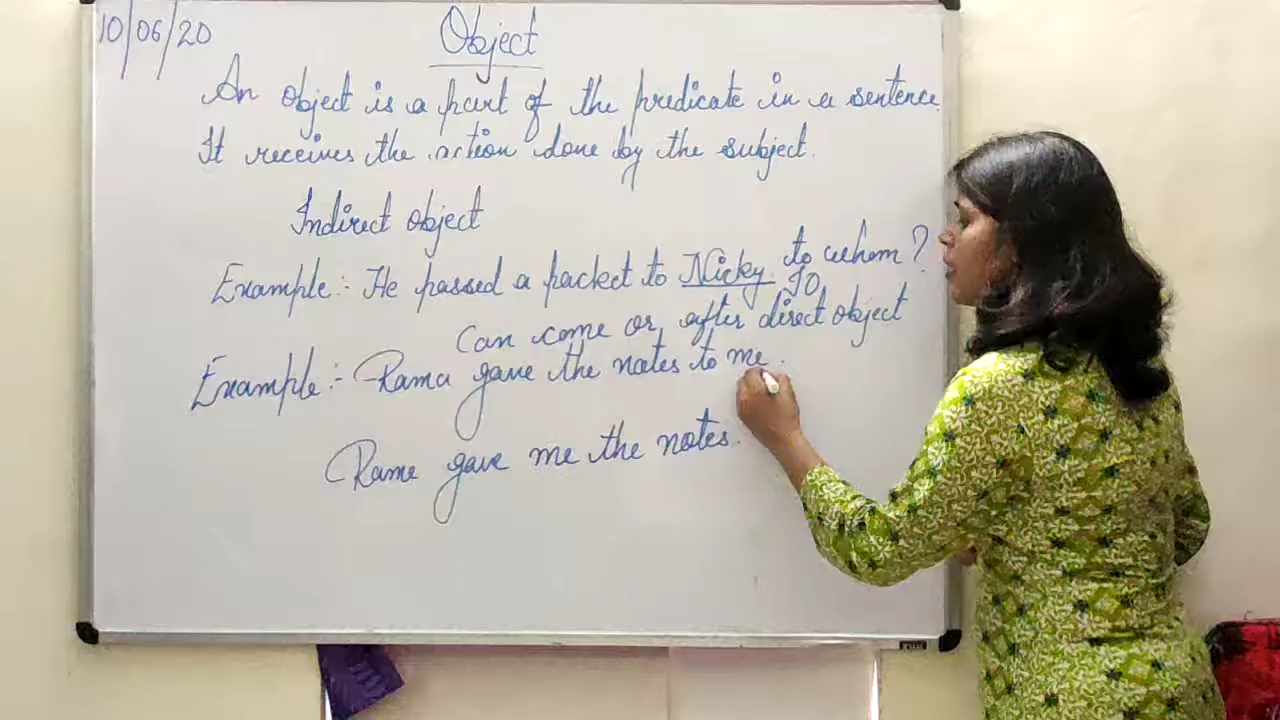 10/06/20
Object
An object is a part of the predicate in a sentence.
It receives the action done by the subject.
Indirect object
Example:- He passed a packet to Nicky. to whom?
IO
Can come or after direct object
Example:- Rama gave the notes to me.
Rama gave me the notes.